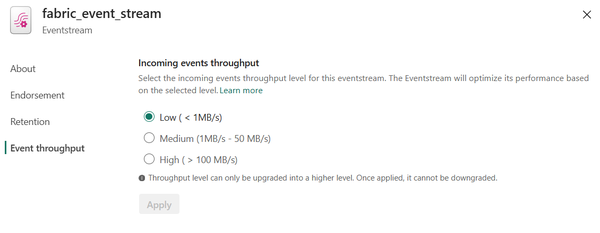 fabric_event_stream
Eventstream
About
Endorsement
Retention
Event throughput
Incoming events throughput
Select the incoming events throughput level for this eventstream. The Eventstream will optimize its performance based
on the selected level. Learn more
Low ( < 1MB/s)
Medium (1MB/s - 50 MB/s)
High ( > 100 MB/s)
Throughput level can only be upgraded into a higher level. Once applied, it cannot be downgraded.
Apply